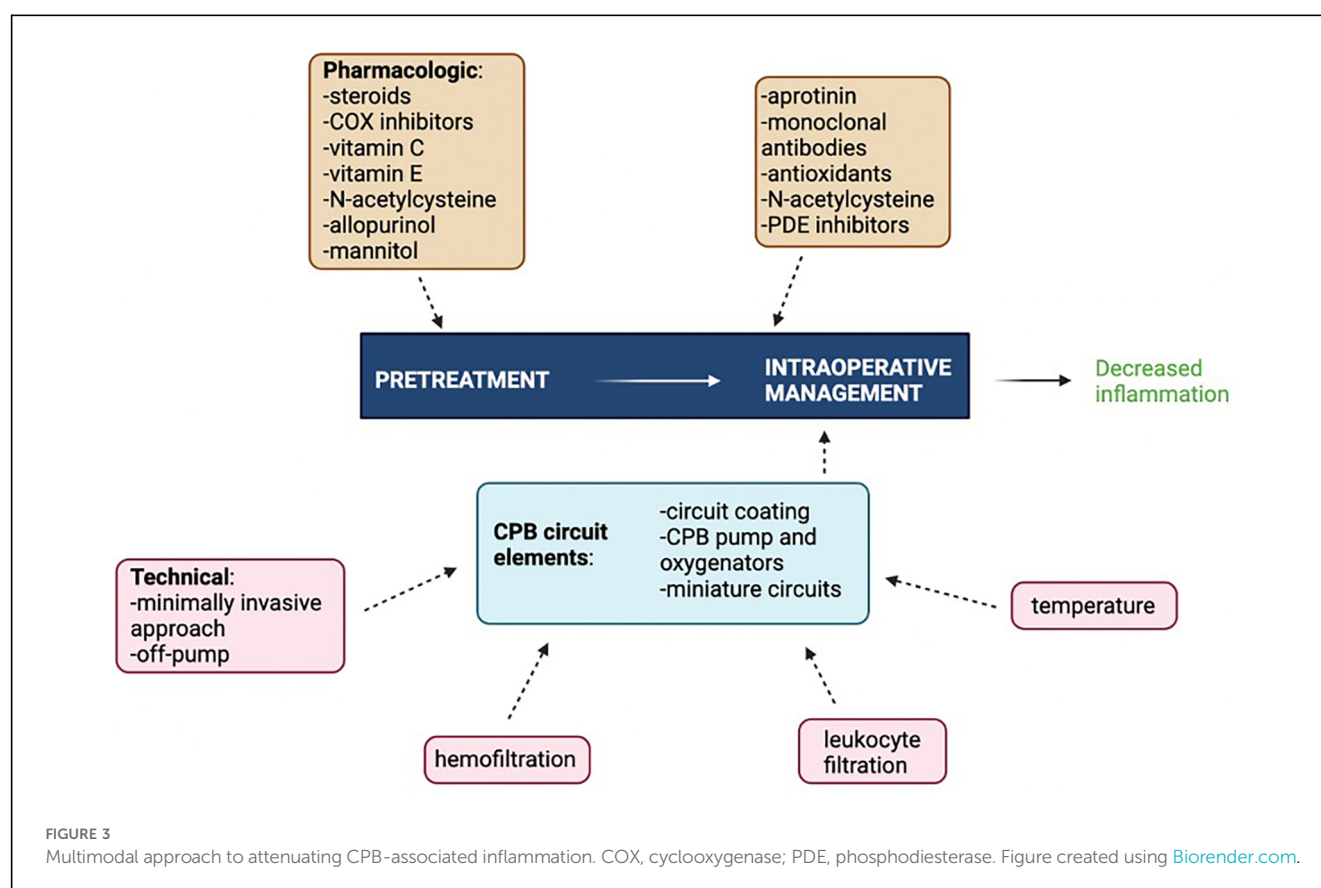 Pharmacologic:
-steroids
-COX inhibitors
-vitamin C
-vitamin E
-N-acetylcysteine
-allopurinol
-mannitol
-aprotinin
-monoclonal
antibodies
-antioxidants
-N-acetylcysteine
-PDE inhibitors
PRETREATMENT
INTRAOPERATIVE
MANAGEMENT
Decreased
inflammation
CPB circuit
elements:
-circuit coating
-CPB pump and
oxygenators
-miniature circuits
Technical:
-minimally invasive
approach
-off-pump
temperature
hemofiltration
leukocyte
filtration
FIGURE 3
Multimodal approach to attenuating CPB-associated inflammation. COX, cyclooxygenase; PDE, phosphodiesterase. Figure created using Biorender.com.